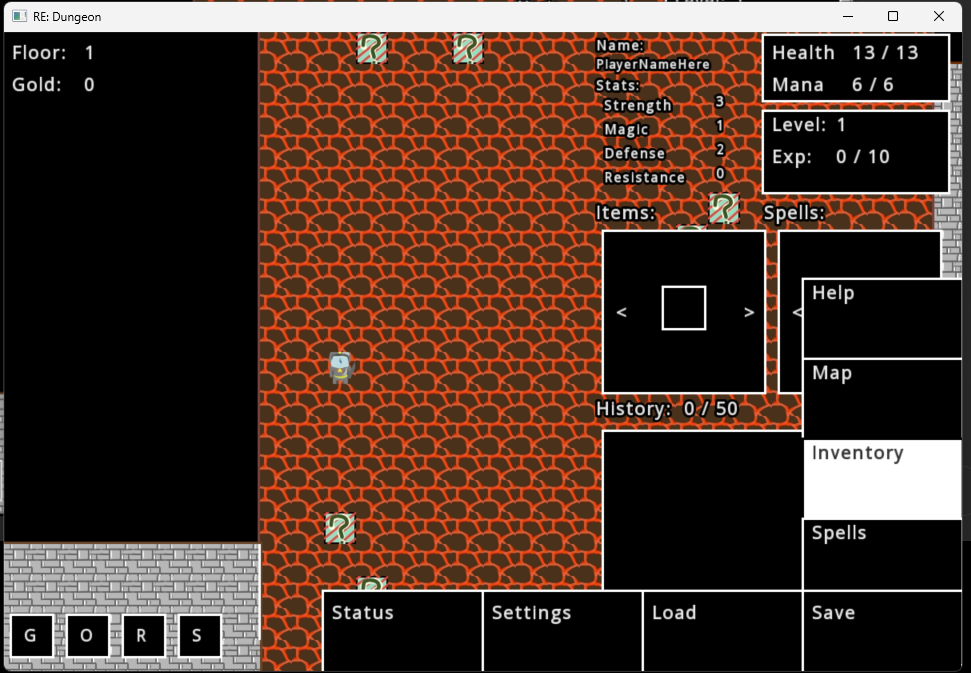 RE: Dungeon
Floor: 1
Gold: 0
Name:
PlayerNameHere
Stats:
Strength 3
Magic 1
Defense 2
Resistance 0
Health 13 / 13
Mana 6 / 6
Level: 1
Exp: 0 / 10
Items:
Spells:
< >
<
History: 0 / 50
Help
Map
Inventory
Spells
G O R S
Status
Settings
Load
Save